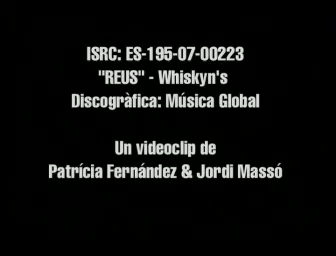 ISRC: ES-195-07-00223
"REUS" - Whiskyn's
Discogràfica: Música Global
Un videoclip de
Patrícia Fernández & Jordi Massó